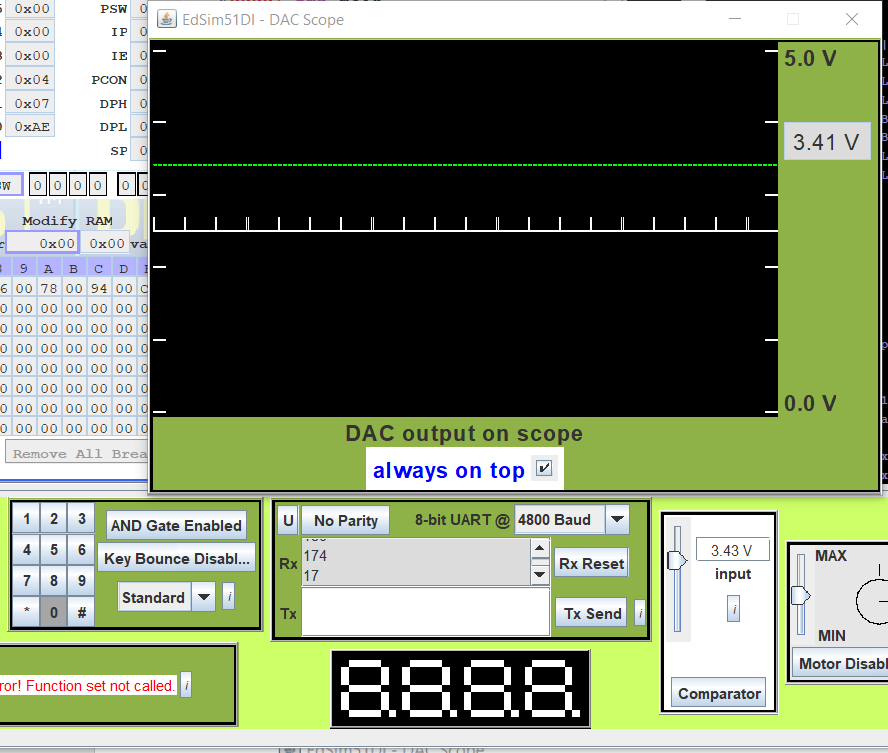 EdSim51DI - DAC Scope
0x00 PSW
0x00 IP
0x00 IE
0x04 PCON
0x07 DPH
0xAE DPL
SP
5.0 V
3.41 V
0 0 0 0 0 0
Modify RAM
0x00 0x00 va
9 A B C D
00 78 00 94 00
00 00 00 00 00
00 00 00 00 00
00 00 00 00 00
00 00 00 00 00
00 00 00 00 00
00 00 00 00 00
00 00 00 00 00
0.0 V
DAC output on scope
Remove All Brea
always on top
1 2 3
4 5 6
7 8 9
* 0 #
AND Gate Enabled
Key Bounce Disabl...
Standard i
U No Parity 8-bit UART @ 4800 Baud
Rx 174
17
Rx Reset
Tx Tx Send i
3.43 V
input
i
Comparator
MAX
MIN
Motor Disabl
ror! Function set not called. i
8.8.8.8.